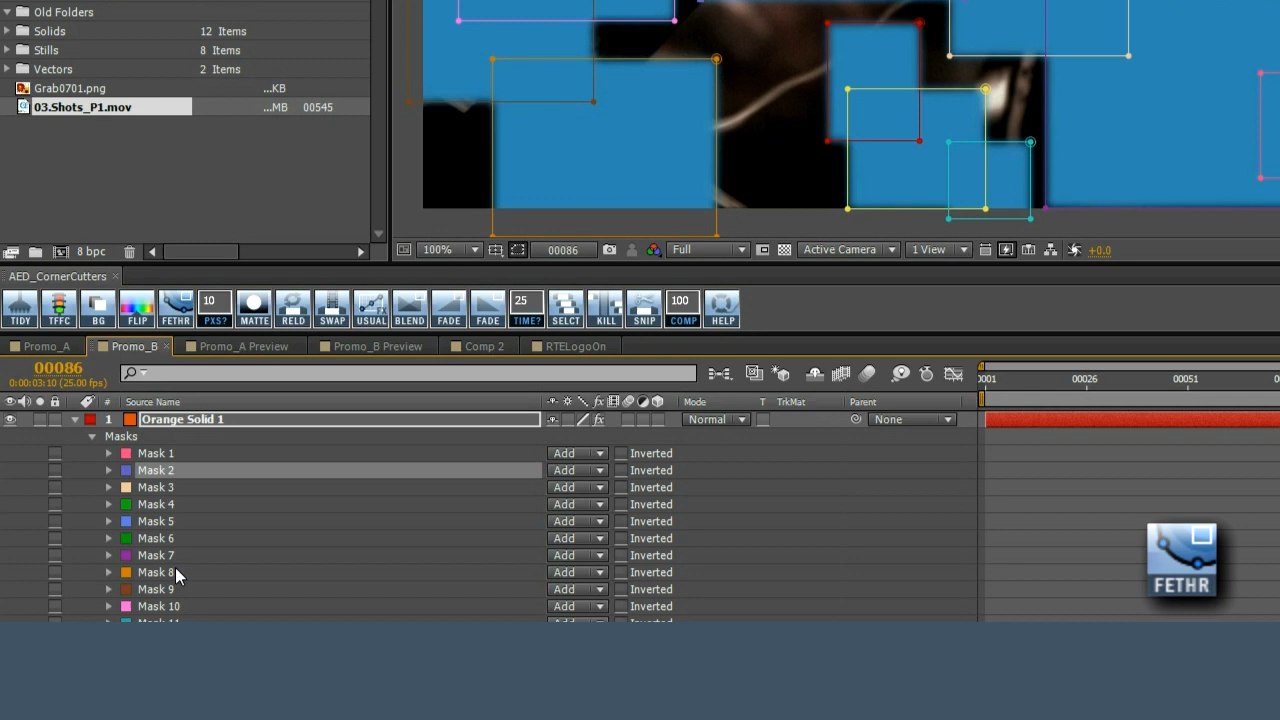 Old Folders
Solids 12 Items
Stills 8 Items
Vectors 2 Items
Grab0701.png ...KB
03.Shots_P1.mov ...MB 00545
8 bpc
100% 00086 Full Active Camera 1 View +0.0
AED_CornerCutters
10 25 100
TIDY TFFC BG FLIP FETHR PXS? MATTE RELD SWAP USUAL BLEND FADE FADE TIME? SELCT KILL SNIP COMP HELP
Promo_A Promo_B Promo_A Preview Promo_B Preview Comp 2 RTELogoOn
00086
0:00:03:10 (25.00 fps)
0001 00026 00051
# Source Name Mode T TrkMat Parent
1 Orange Solid 1 Normal None
Masks
Mask 1 Add Inverted
Mask 2 Add Inverted
Mask 3 Add Inverted
Mask 4 Add Inverted
Mask 5 Add Inverted
Mask 6 Add Inverted
Mask 7 Add Inverted
Mask 8 Add Inverted
Mask 9 Add Inverted
Mask 10 Add Inverted
FETHR